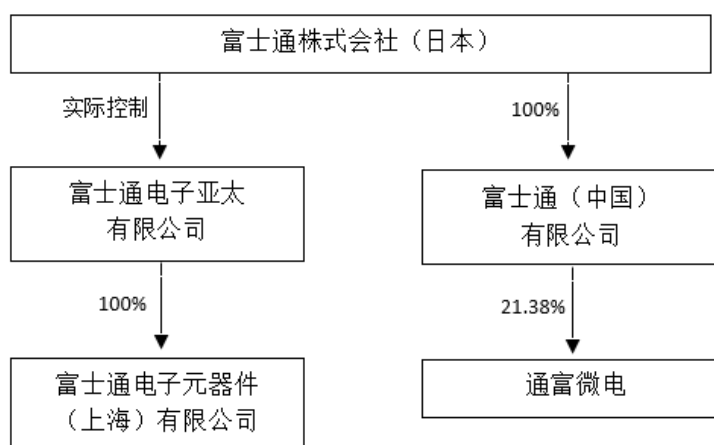 富士通株式会社（日本）
实际控制
100%
富士通电子亚太
有限公司
富士通（中国）
有限公司
100%
21.38%
富士通电子元器件
（上海）有限公司
通富微电